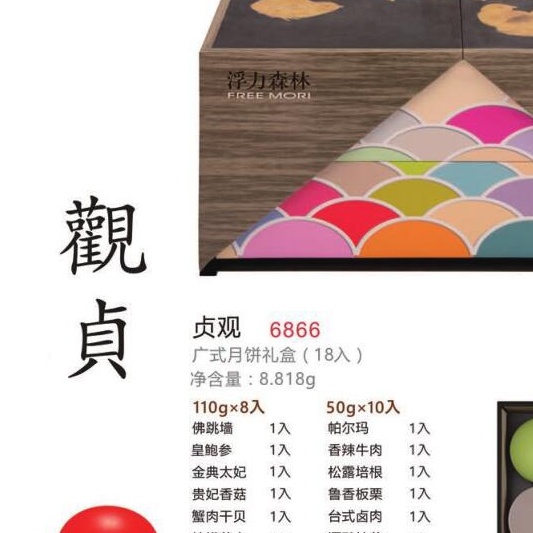 浮力森林
FREE MORI
觀貞
贞观 6866
广式月饼礼盒（18入）
净含量：8.818g
110g×8入 50g×10入
佛跳墙 1入 帕尔玛 1入
皇鲍参 1入 香辣牛肉 1入
金典太妃 1入 松露培根 1入
贵妃香菇 1入 鲁香板栗 1入
蟹肉干贝 1入 台式卤肉 1入